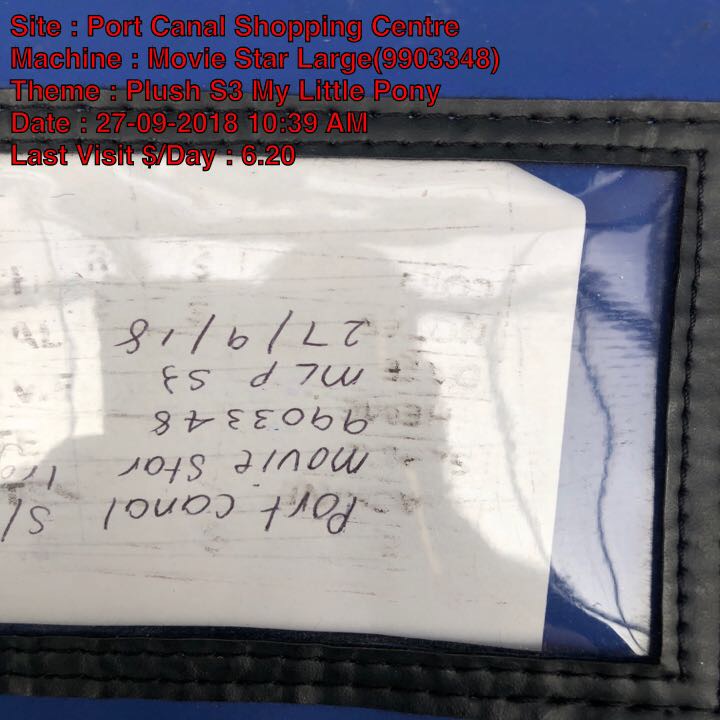 Site : Port Canal Shopping Centre
Machine : Movie Star Large(9903348)
Theme : Plush S3 My Little Pony
Date : 27-09-2018 10:39 AM
Last Visit $/Day : 6.20
Port canal
movie star
9903348
MLP S3
27/9/18